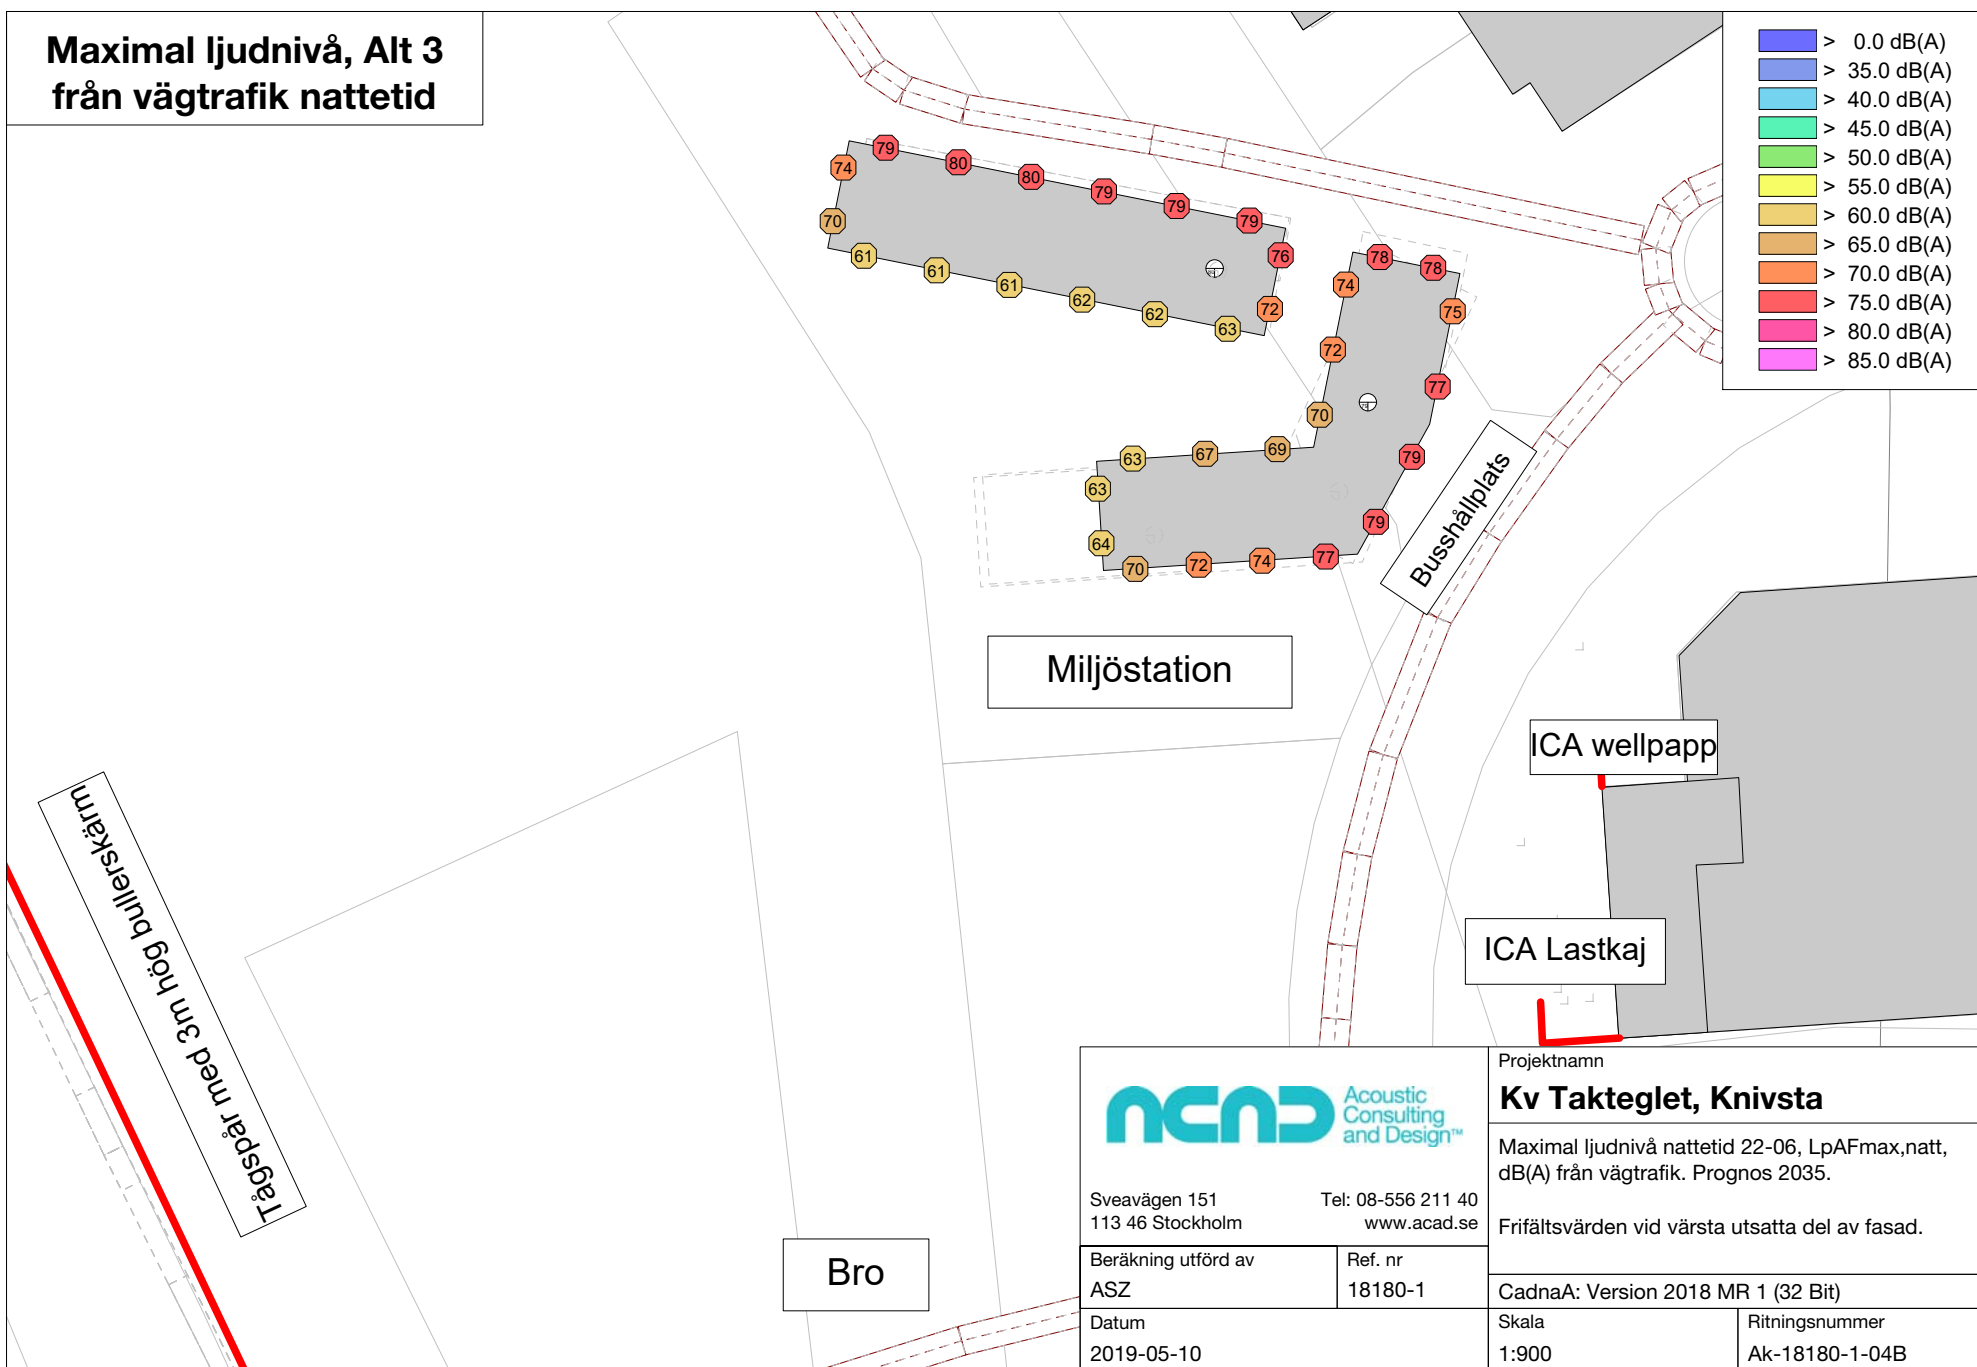 Maximal ljudnivå, Alt 3
från vägtrafik nattetid
> 0.0 dB(A)
> 35.0 dB(A)
> 40.0 dB(A)
> 45.0 dB(A)
> 50.0 dB(A)
> 55.0 dB(A)
> 60.0 dB(A)
> 65.0 dB(A)
> 70.0 dB(A)
> 75.0 dB(A)
> 80.0 dB(A)
> 85.0 dB(A)
79
80
80
79
79
79
74
70
76
72
61
61
61
62
62
63
78
78
74
75
72
77
70
79
63
67
69
63
79
64
70
72
74
77
Busshållplats
Miljöstation
ICA wellpapp
ICA Lastkaj
Tågspår med 3m hög bullerskärm
Bro
ACAD
Acoustic
Consulting
and Design™
Sveavägen 151
113 46 Stockholm
Tel: 08-556 211 40
www.acad.se
Beräkning utförd av
ASZ
Ref. nr
18180-1
Datum
2019-05-10
Projektnamn
Kv Takteglet, Knivsta
Maximal ljudnivå nattetid 22-06, LpAFmax,natt,
dB(A) från vägtrafik. Prognos 2035.
Frifältsvärden vid värsta utsatta del av fasad.
CadnaA: Version 2018 MR 1 (32 Bit)
Skala
1:900
Ritningsnummer
Ak-18180-1-04B